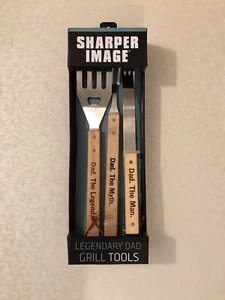 SHARPER
IMAGE
Dad. The Legend.
Dad. The Myth.
Dad. The Man.
LEGENDARY DAD
GRILL TOOLS